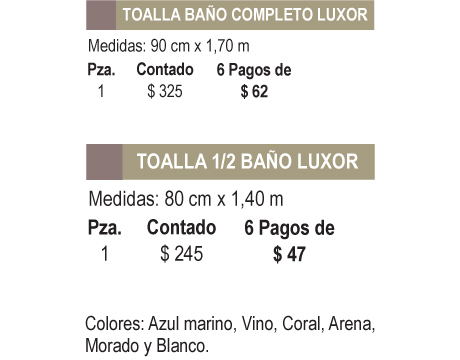 TOALLA BAÑO COMPLETO LUXOR
Medidas: 90 cm x 1,70 m
Pza. Contado 6 Pagos de
1 $ 325 $ 62
TOALLA 1/2 BAÑO LUXOR
Medidas: 80 cm x 1,40 m
Pza. Contado 6 Pagos de
1 $ 245 $ 47
Colores: Azul marino, Vino, Coral, Arena,
Morado y Blanco.